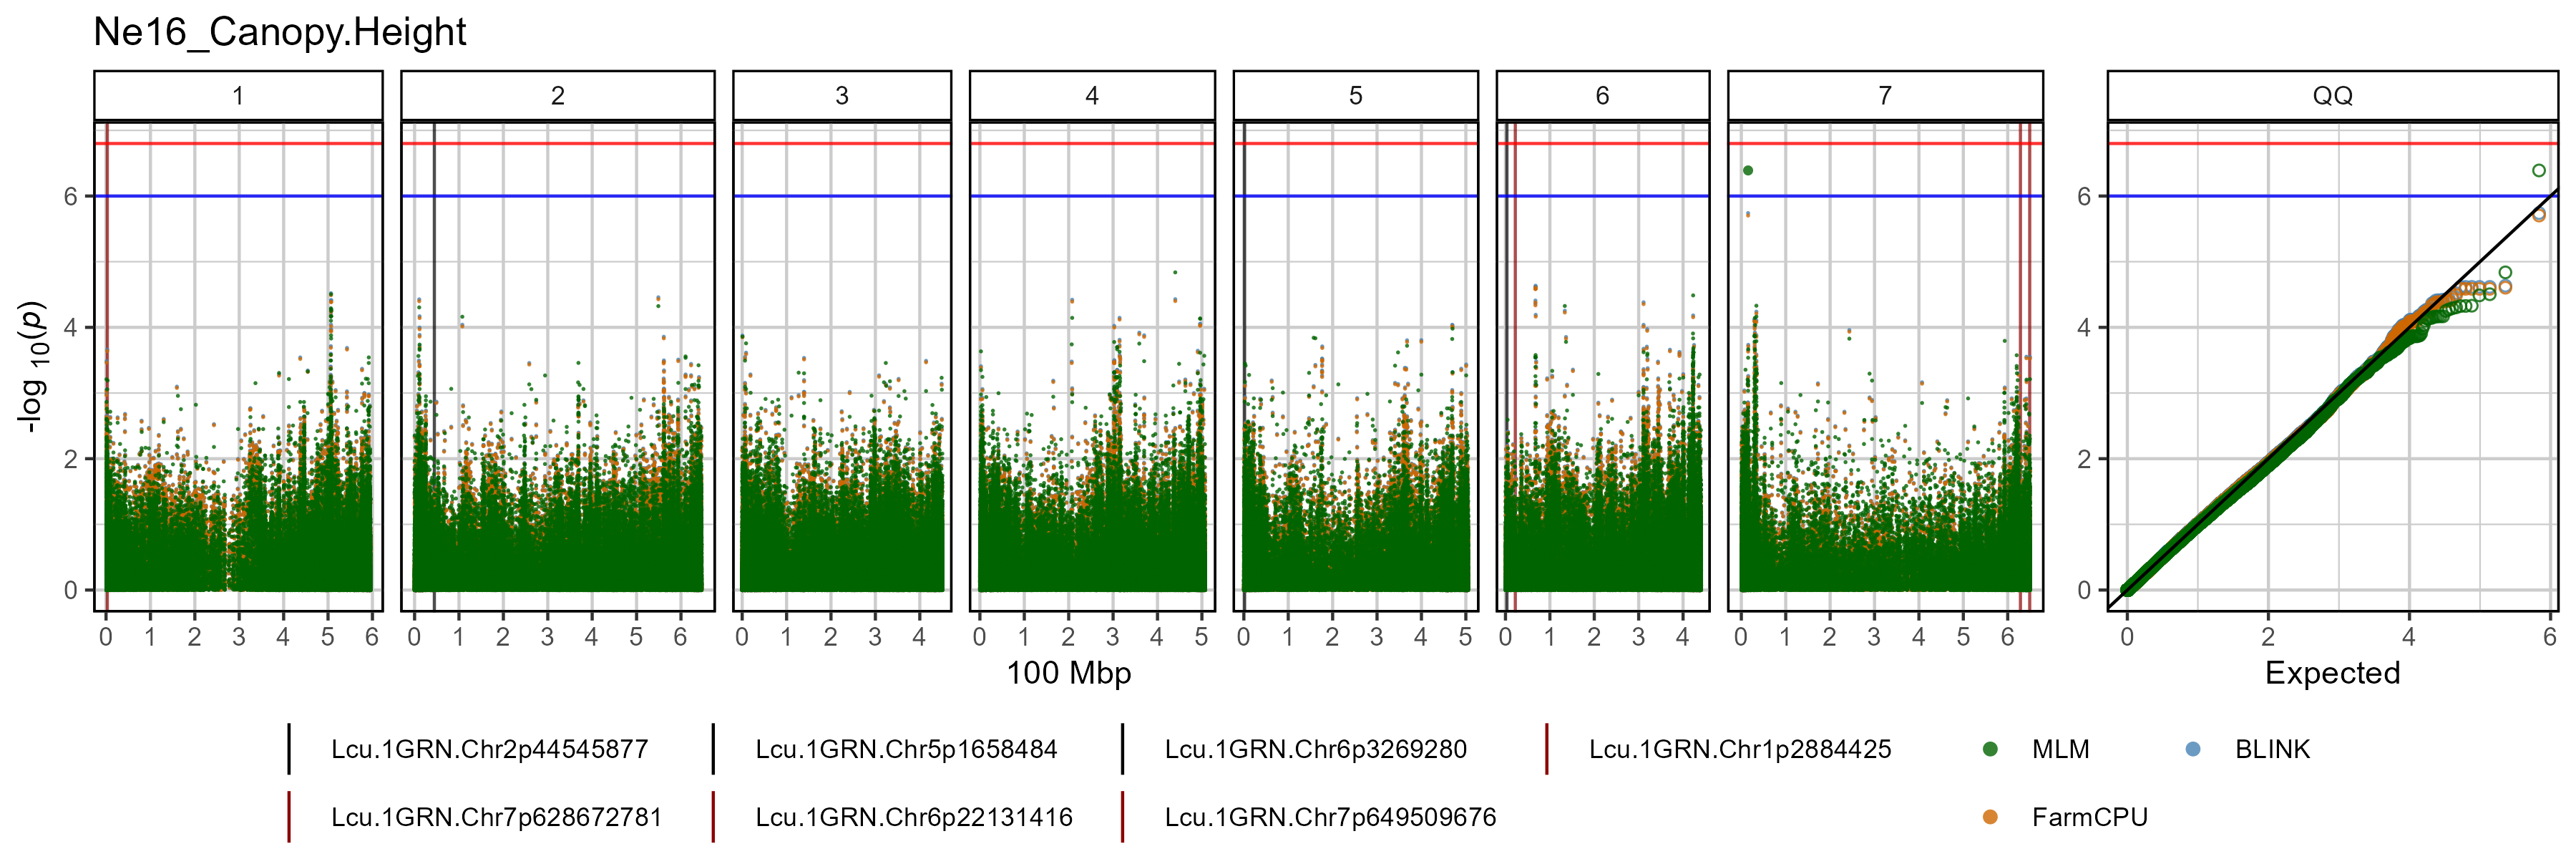 Ne16_Canopy.Height
1 2 3 4 5 6 7 QQ
6
4
2
0
-log 10(p)
6
4
2
0
0 1 2 3 4 5 6 0 1 2 3 4 5 6 0 1 2 3 4 0 1 2 3 4 5 0 1 2 3 4 5 0 1 2 3 4 0 1 2 3 4 5 6 0 2 4 6
100 Mbp Expected
Lcu.1GRN.Chr2p44545877 Lcu.1GRN.Chr5p1658484 Lcu.1GRN.Chr6p3269280 Lcu.1GRN.Chr1p2884425 MLM BLINK
Lcu.1GRN.Chr7p628672781 Lcu.1GRN.Chr6p22131416 Lcu.1GRN.Chr7p649509676 FarmCPU